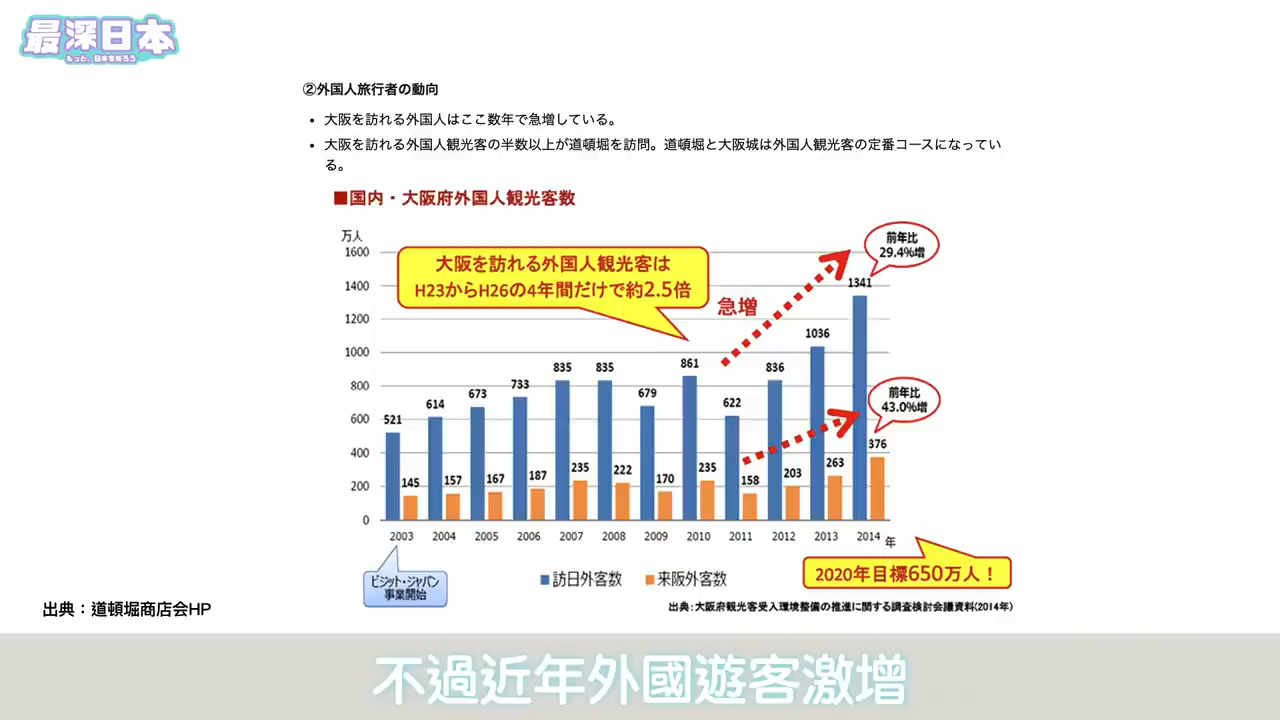 最深日本
もっと、日本を知ろう
②外国人旅行者の動向
• 大阪を訪れる外国人はここ数年で急増している。
• 大阪を訪れる外国人観光客の半数以上が道頓堀を訪問。道頓堀と大阪城は外国人観光客の定番コースになってい
る。
■国内・大阪府外国人観光客数
万人
1600
1400
1200
1000
800
600
400
200
0
大阪を訪れる外国人観光客は
H23からH26の4年間だけで約2.5倍
急増
前年比
29.4%増
前年比
43.0%増
521 614 673 733 835 835 679 861 622 836 1036 1341
145 157 167 187 235 222 170 235 158 203 263 376
2003 2004 2005 2006 2007 2008 2009 2010 2011 2012 2013 2014 年
ビジット・ジャパン
事業開始
■訪日外客数 ■来阪外客数
2020年目標650万人！
出典：大阪府観光客受入環境整備の推進に関する調査検討会議資料(2014年)
出典：道頓堀商店会HP
不過近年外國遊客激增